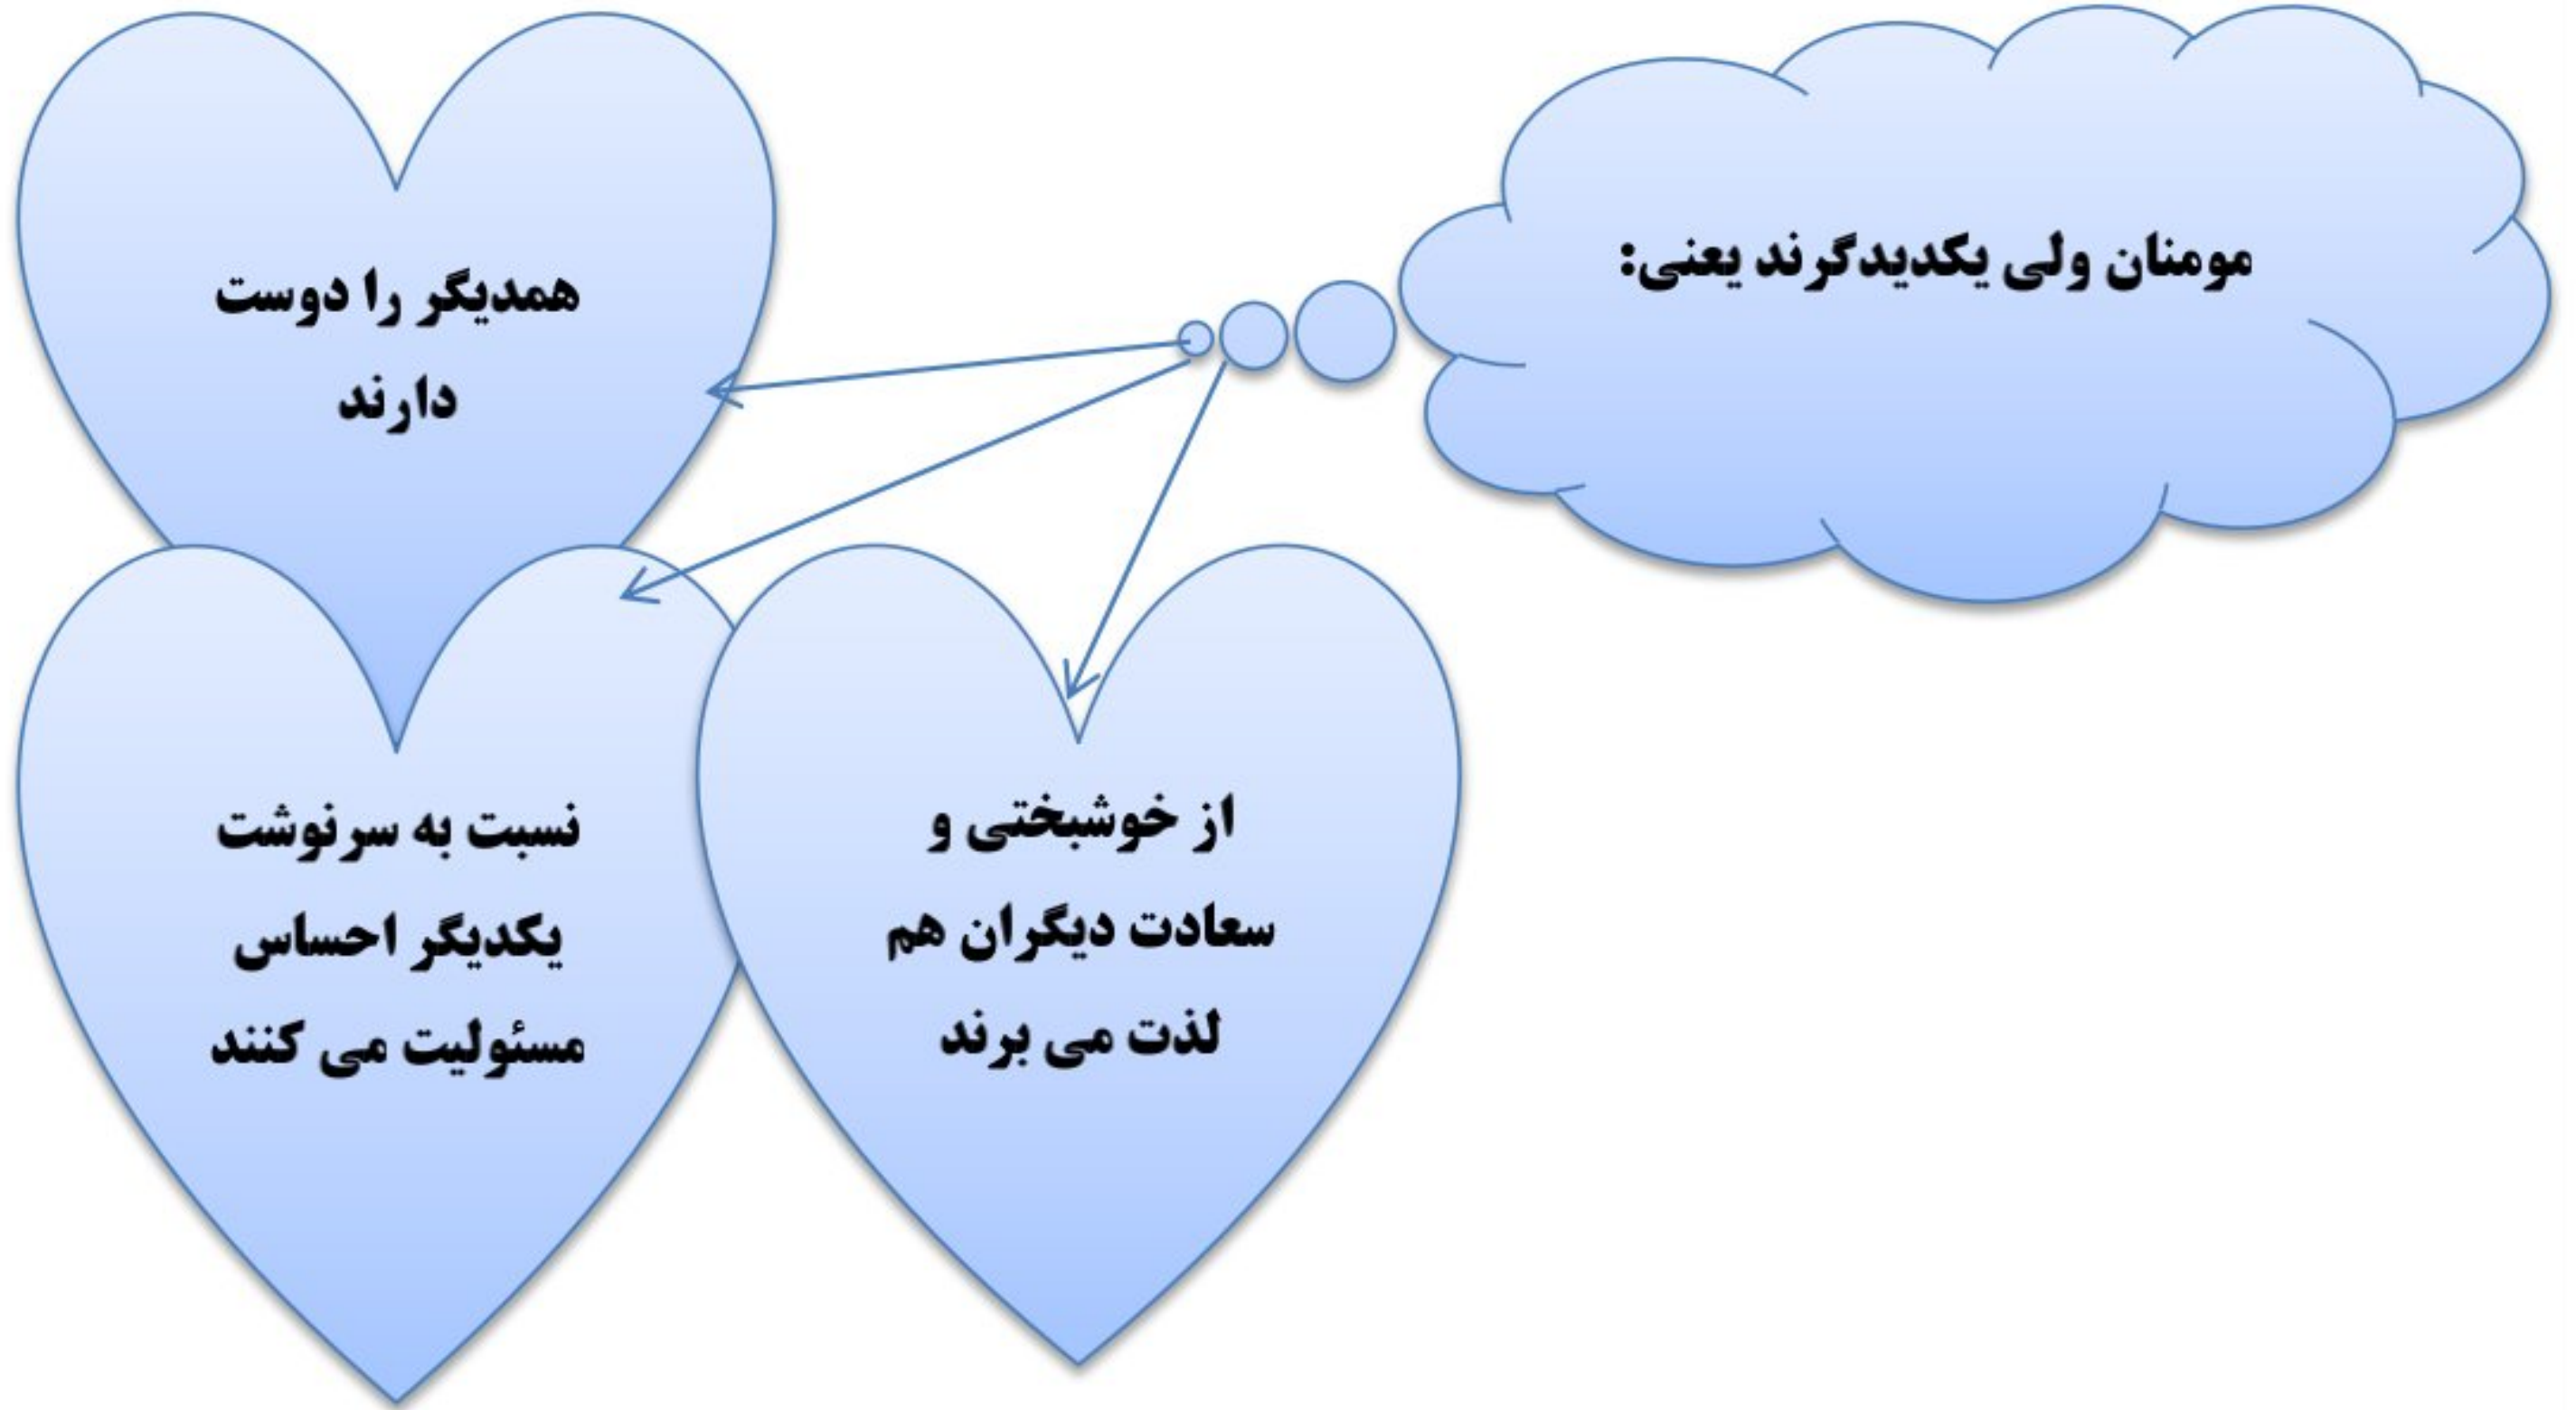 مومنان ولی یکدیدگرند یعنی:
همدیگر را دوست
دارند
نسبت به سرنوشت
یکدیگر احساس
مسئولیت می کنند
از خوشبختی و
سعادت دیگران هم
لذت می برند